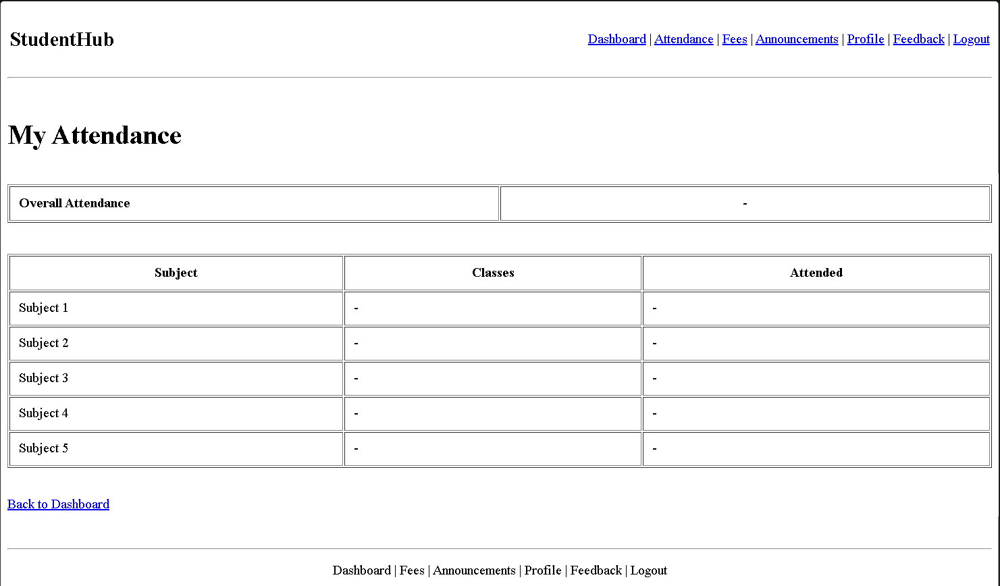 StudentHub
Dashboard | Attendance | Fees | Announcements | Profile | Feedback | Logout
My Attendance
Overall Attendance -
Subject Classes Attended
Subject 1 - -
Subject 2 - -
Subject 3 - -
Subject 4 - -
Subject 5 - -
Back to Dashboard
Dashboard | Fees | Announcements | Profile | Feedback | Logout